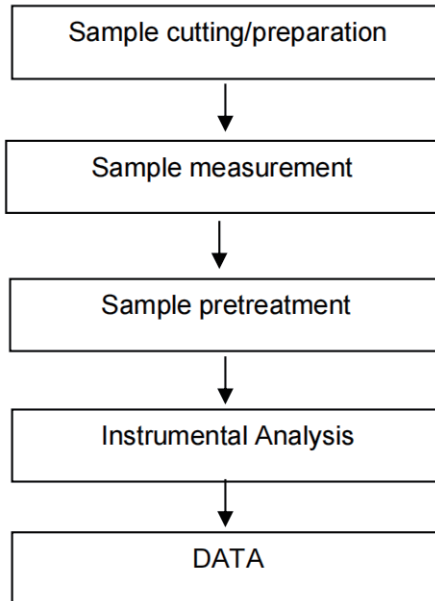 Sample cutting/preparation
Sample measurement
Sample pretreatment
Instrumental Analysis
DATA